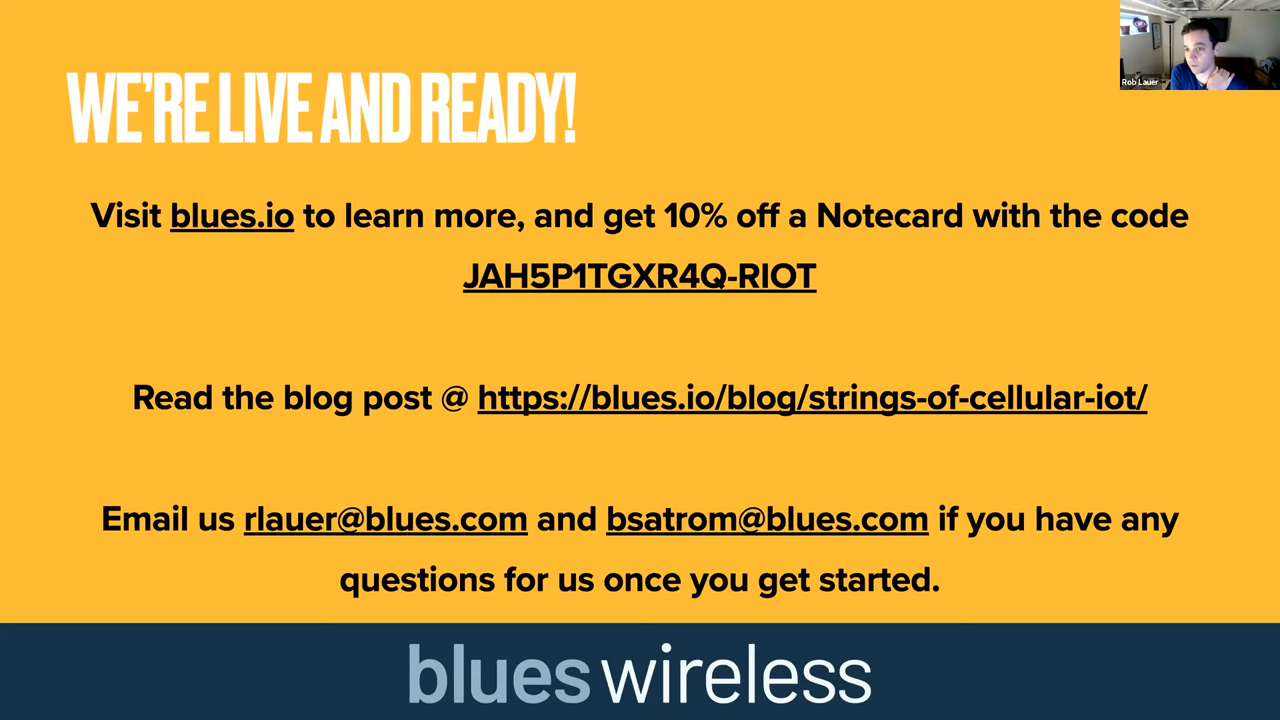 Rob Lauer
WE'RE LIVE AND READY!
Visit blues.io to learn more, and get 10% off a Notecard with the code
JAH5P1TGXR4Q-RIOT
Read the blog post @ https://blues.io/blog/strings-of-cellular-iot/
Email us rlauer@blues.com and bsatrom@blues.com if you have any
questions for us once you get started.
blues wireless